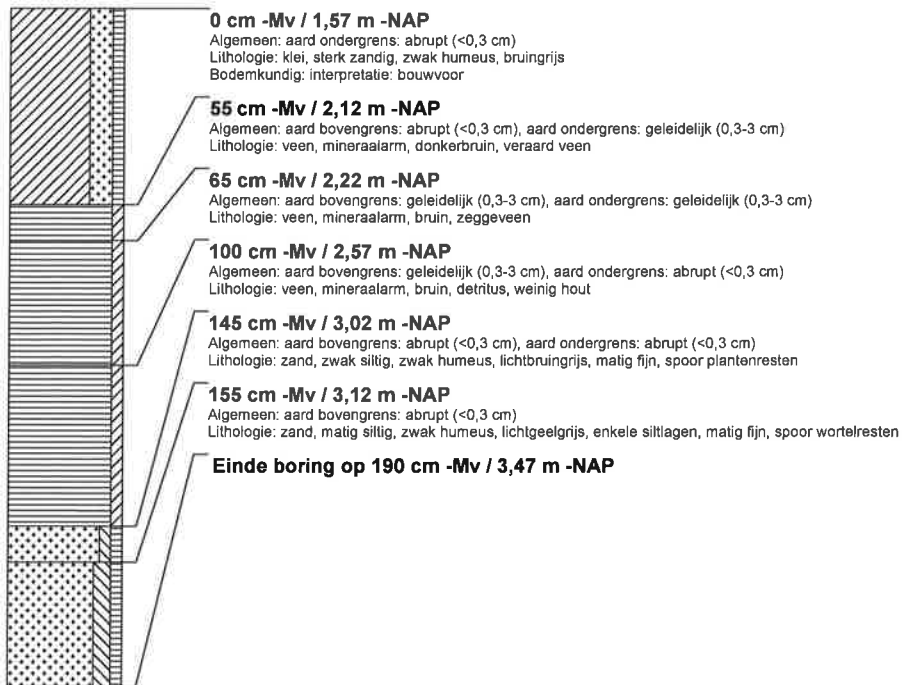 0 cm -Mv / 1,57 m -NAP
Algemeen: aard ondergrens: abrupt (<0,3 cm)
Lithologie: klei, sterk zandig, zwak humeus, bruingrijs
Bodemkundig: interpretatie: bouwvoor
55 cm -Mv / 2,12 m -NAP
Algemeen: aard bovengrens: abrupt (<0,3 cm), aard ondergrens: geleidelijk (0,3-3 cm)
Lithologie: veen, mineraalarm, donkerbruin, veraard veen
65 cm -Mv / 2,22 m -NAP
Algemeen: aard bovengrens: geleidelijk (0,3-3 cm), aard ondergrens: geleidelijk (0,3-3 cm)
Lithologie: veen, mineraalarm, bruin, zeggeveen
100 cm -Mv / 2,57 m -NAP
Algemeen: aard bovengrens: geleidelijk (0,3-3 cm), aard ondergrens: abrupt (<0,3 cm)
Lithologie: veen, mineraalarm, bruin, detritus, weinig hout
145 cm -Mv / 3,02 m -NAP
Algemeen: aard bovengrens: abrupt (<0,3 cm), aard ondergrens: abrupt (<0,3 cm)
Lithologie: zand, zwak siltig, zwak humeus, lichtbruingrijs, matig fijn, spoor plantenresten
155 cm -Mv / 3,12 m -NAP
Algemeen: aard bovengrens: abrupt (<0,3 cm)
Lithologie: zand, matig siltig, zwak humeus, lichtgeelgrijs, enkele siltlagen, matig fijn, spoor wortelresten
Einde boring op 190 cm -Mv / 3,47 m -NAP